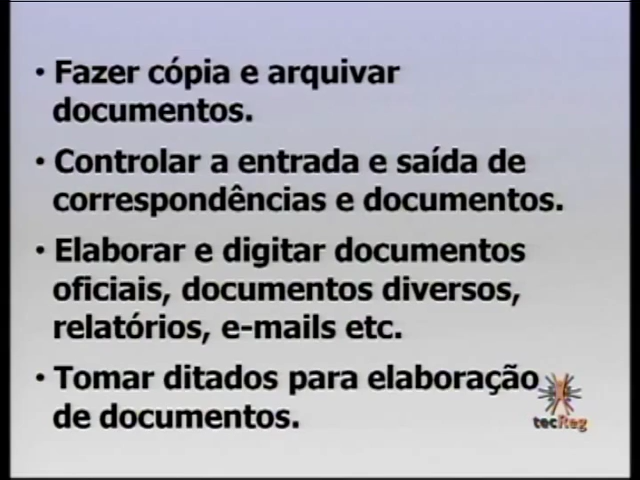 • Fazer cópia e arquivar
documentos.
• Controlar a entrada e saída de
correspondências e documentos.
• Elaborar e digitar documentos
oficiais, documentos diversos,
relatórios, e-mails etc.
• Tomar ditados para elaboração
de documentos.
tecReg